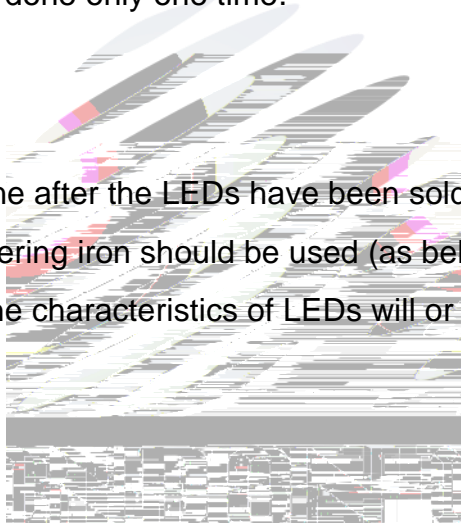 done only one time.
ne after the LEDs have been sold
ering iron should be used (as bel
ne characteristics of LEDs will or